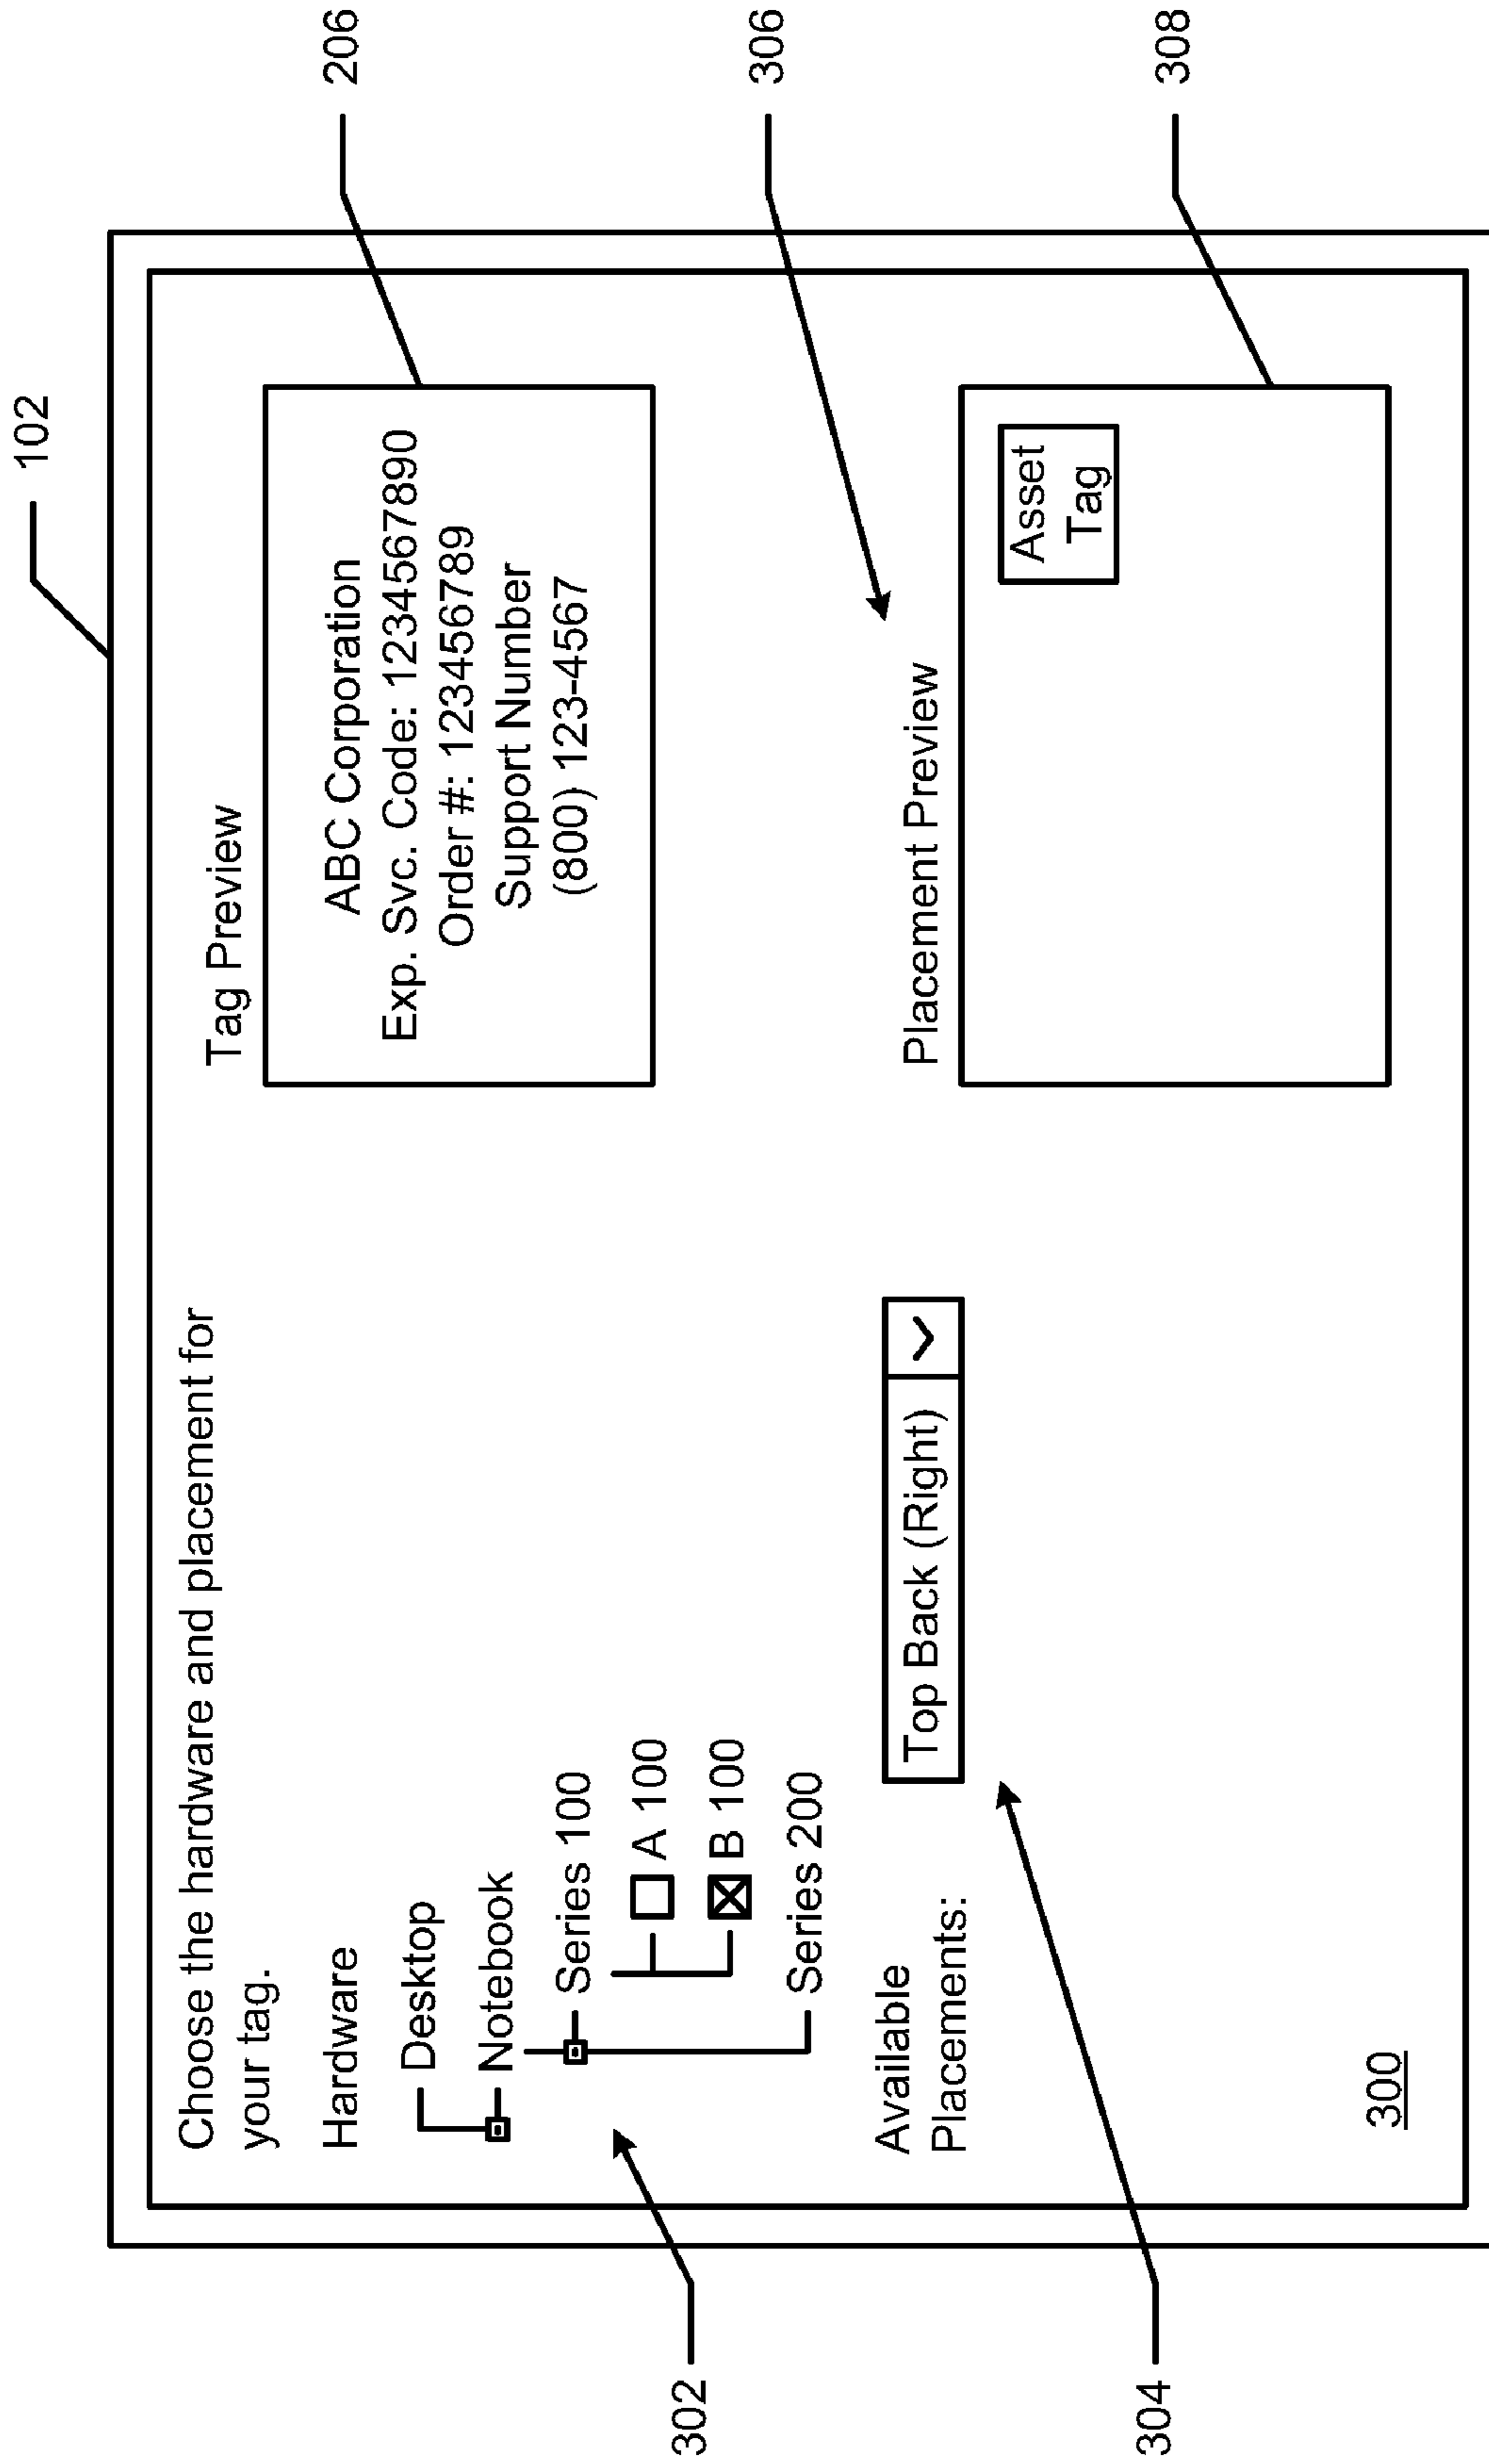 102
Choose the hardware and placement for
your tag.
Hardware
Desktop
Notebook
Series 100
A 100
B 100
Series 200
Available
Placements:
Top Back (Right)
Tag Preview
ABC Corporation
Exp. Svc. Code: 1234567890
Order #: 123456789
Support Number
(800) 123-4567
Placement Preview
Asset
Tag
300
302
304
206
306
308